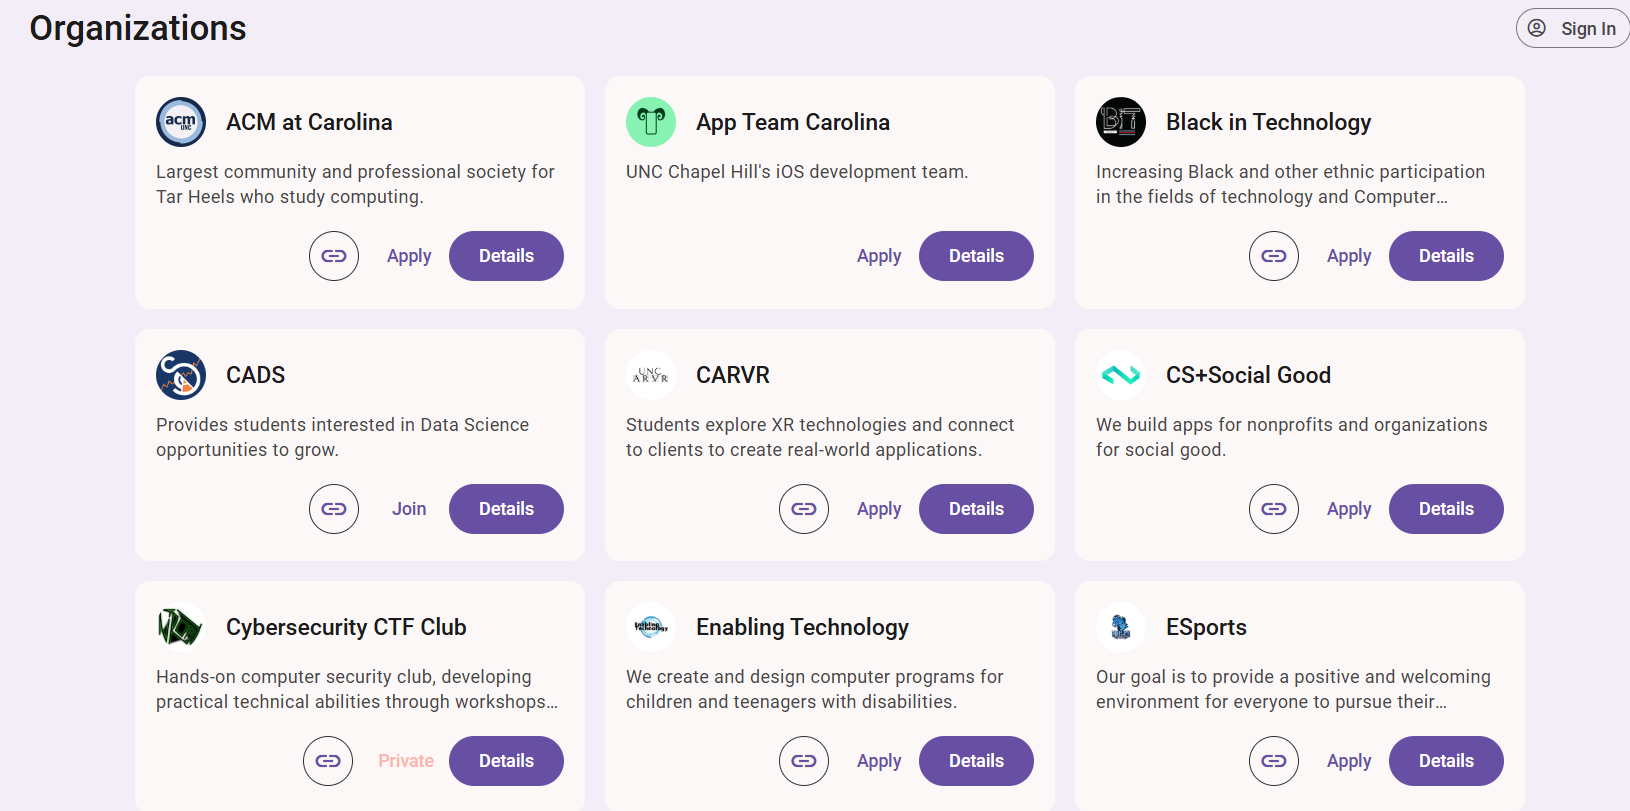 Organizations
Sign In
acm
UNC
ACM at Carolina
Largest community and professional society for
Tar Heels who study computing.
Apply
Details
App Team Carolina
UNC Chapel Hill's iOS development team.
Apply
Details
Black in Technology
Increasing Black and other ethnic participation
in the fields of technology and Computer...
Apply
Details
CADS
Provides students interested in Data Science
opportunities to grow.
Join
Details
UNC
ARVR
CARVR
Students explore XR technologies and connect
to clients to create real-world applications.
Apply
Details
CS+Social Good
We build apps for nonprofits and organizations
for social good.
Apply
Details
Cybersecurity CTF Club
Hands-on computer security club, developing
practical technical abilities through workshops...
Private
Details
Enabling
Technology
Enabling Technology
We create and design computer programs for
children and teenagers with disabilities.
Apply
Details
ESports
Our goal is to provide a positive and welcoming
environment for everyone to pursue their...
Apply
Details